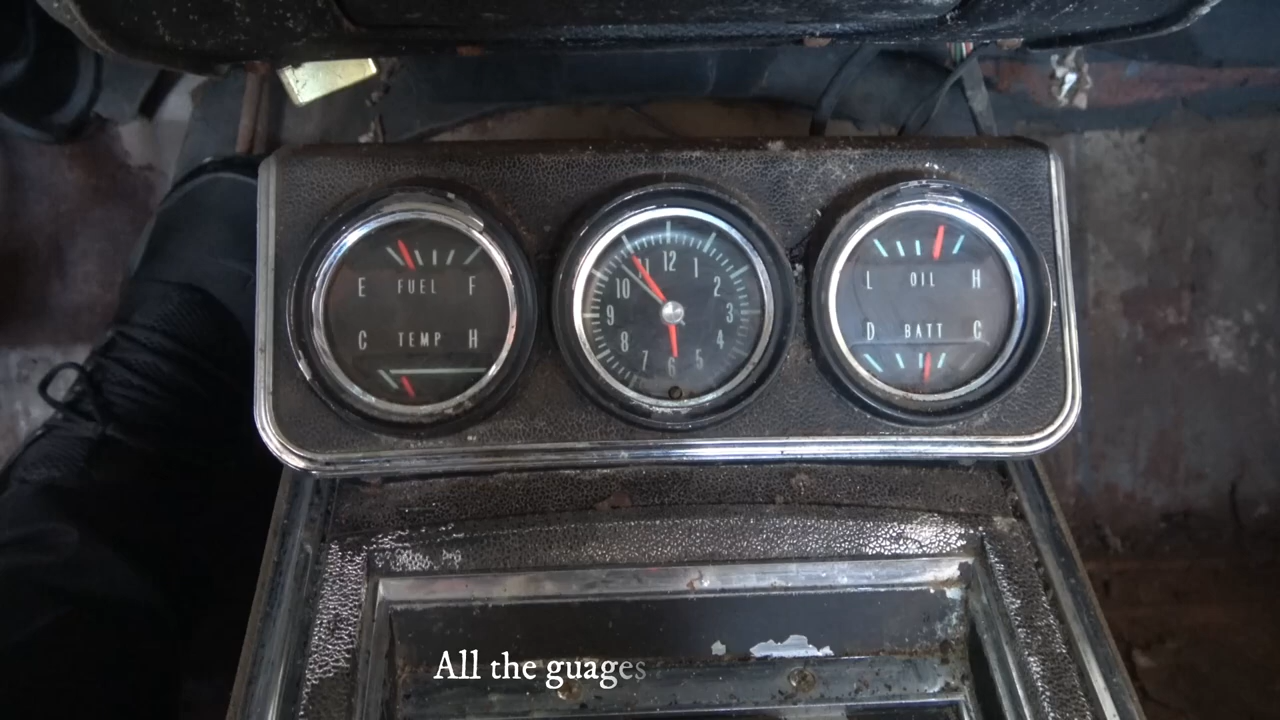 E FUEL F
C TEMP H
12
11 1
10 2
9 3
8 4
7 5
6
L OIL H
D BATT C
All the guages